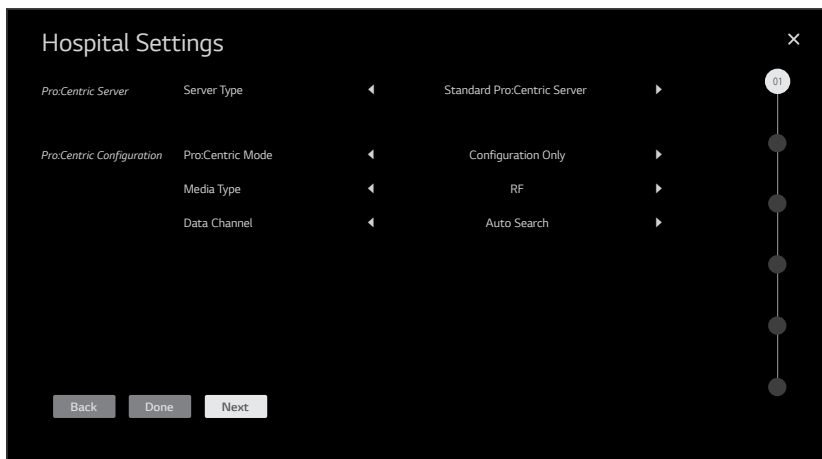 Hospital Settings
Pro:Centric Server Server Type Standard Pro:Centric Server
01
Pro:Centric Configuration Pro:Centric Mode Configuration Only
Media Type RF
Data Channel Auto Search
Back Done Next